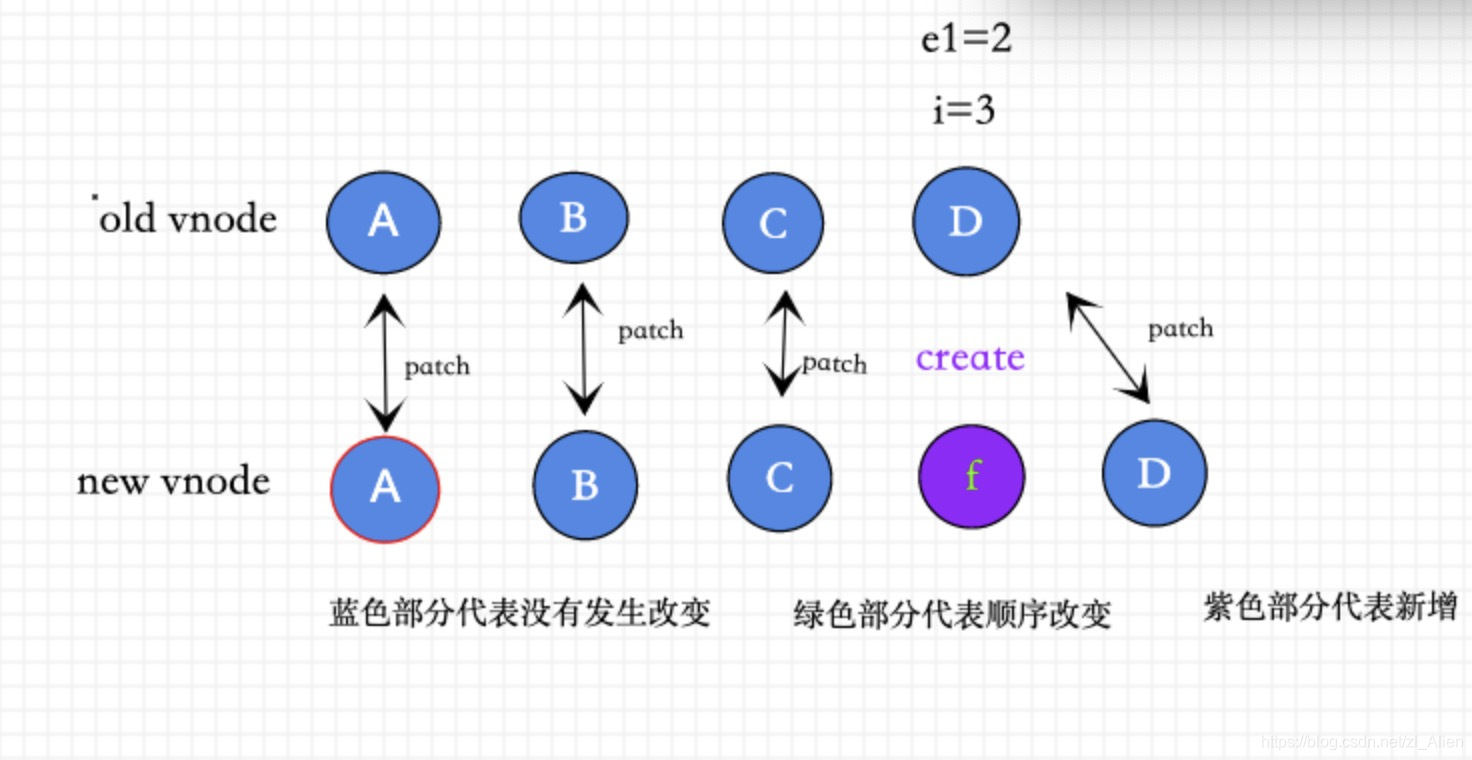 e1=2
i=3
old vnode A B C D
patch patch patch create patch
new vnode A B C f D
蓝色部分代表没有发生改变 绿色部分代表顺序改变 紫色部分代表新增
https://blog.csdn.net/zl_Alien